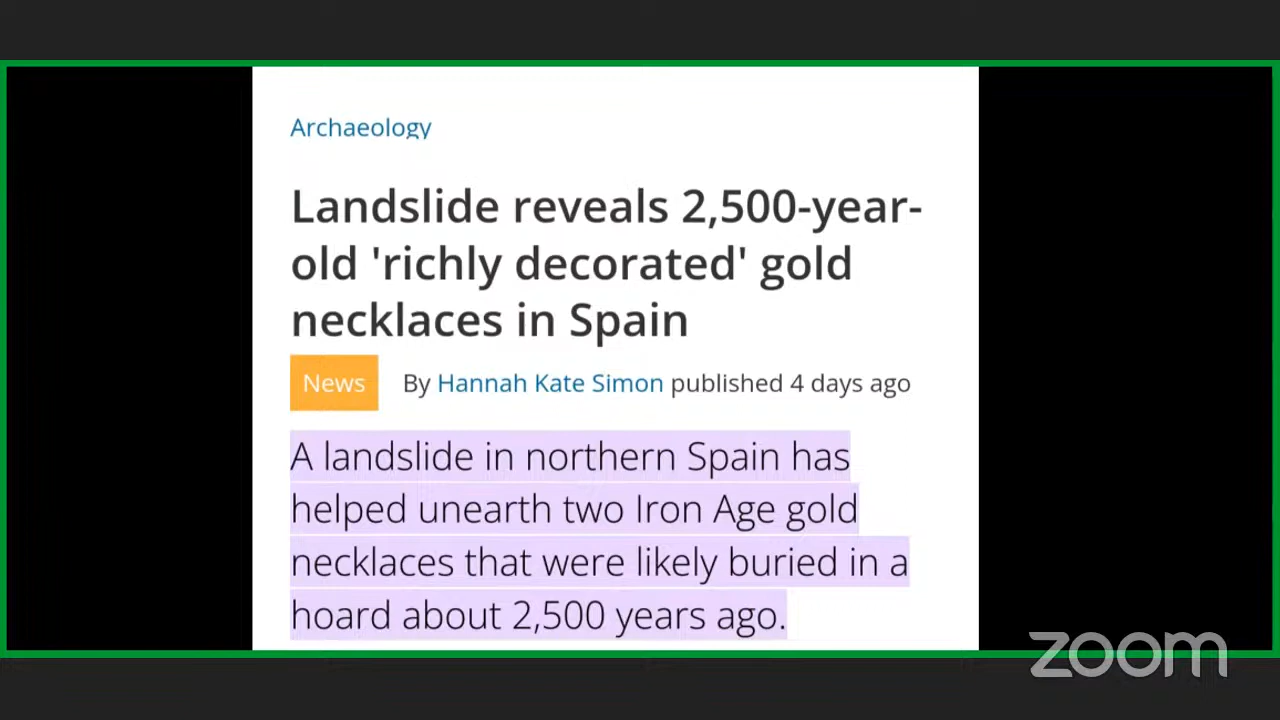 Archaeology
Landslide reveals 2,500-year-
old 'richly decorated' gold
necklaces in Spain
News By Hannah Kate Simon published 4 days ago
A landslide in northern Spain has
helped unearth two Iron Age gold
necklaces that were likely buried in a
hoard about 2,500 years ago.
zoom